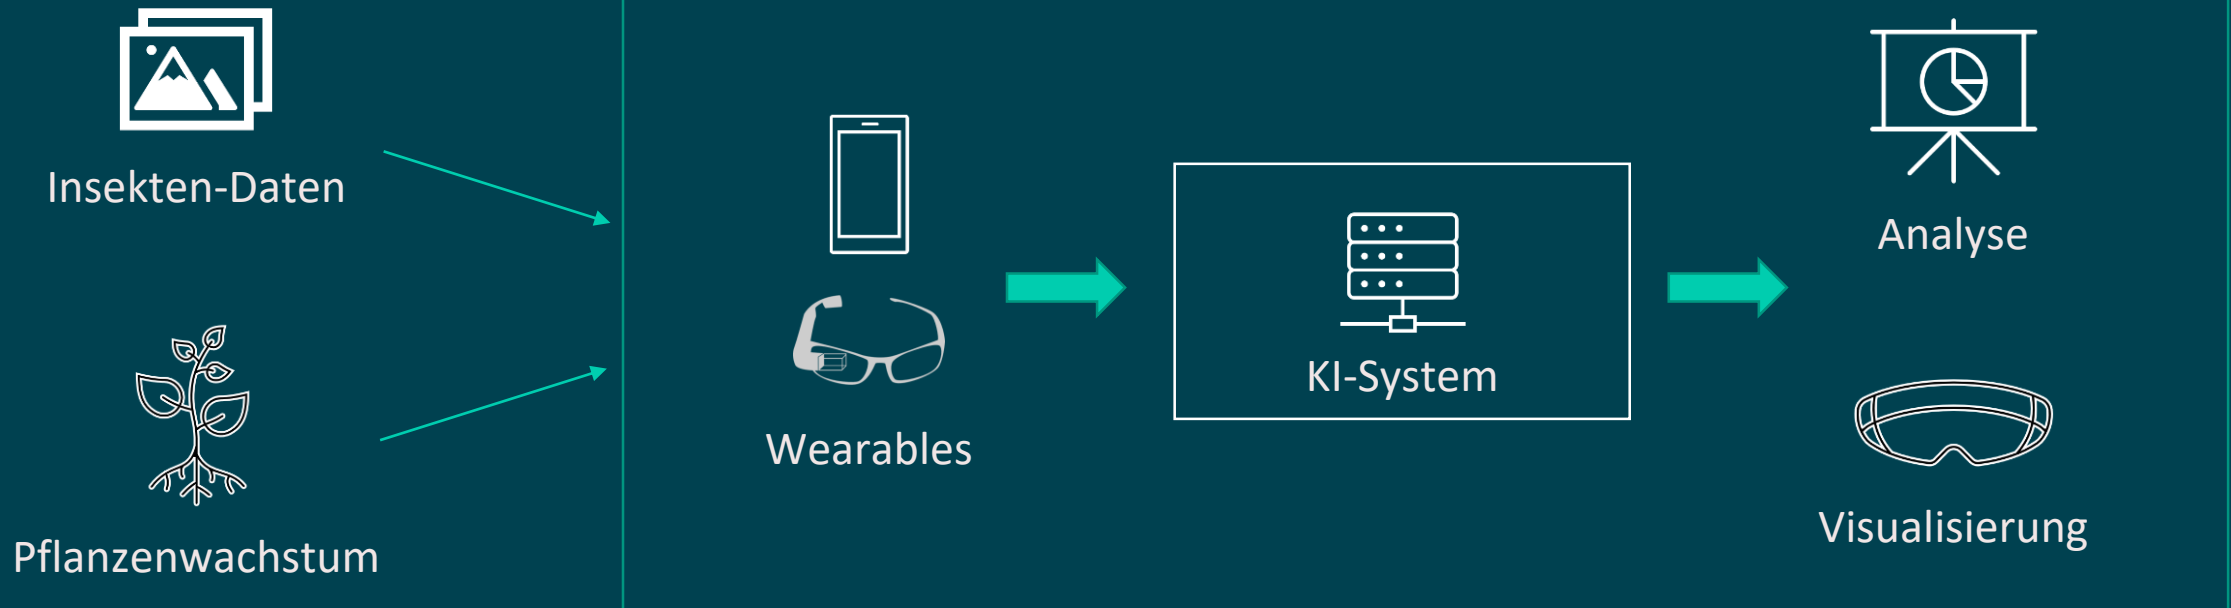 Insekten-Daten
Pflanzenwachstum
Wearables
KI-System
Analyse
Visualisierung